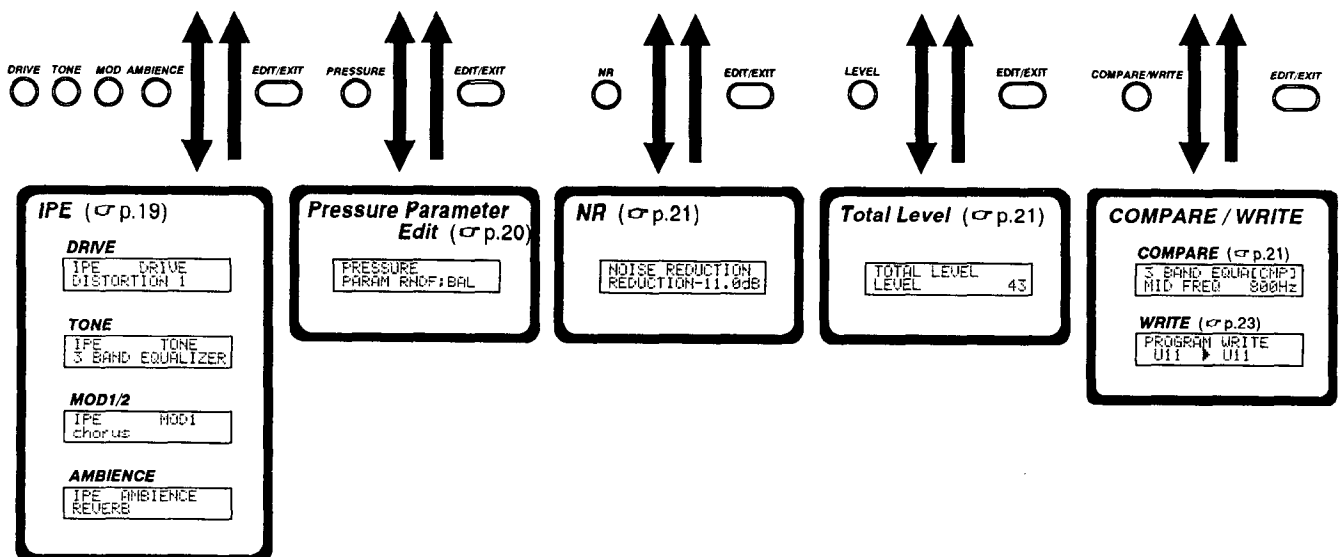 DRIVE TONE MOD AMBIENCE EDIT/EXIT PRESSURE EDIT/EXIT NR EDIT/EXIT LEVEL EDIT/EXIT COMPARE/WRITE EDIT/EXIT
IPE (☞ p.19)
DRIVE
IPE DRIVE
DISTORTION 1
TONE
IPE TONE
3 BAND EQUALIZER
MOD1/2
IPE MOD1
chorus
AMBIENCE
IPE AMBIENCE
REVERB
Pressure Parameter
Edit (☞ p.20)
PRESSURE
PARAM RNDF:BAL
NR (☞ p.21)
NOISE REDUCTION
REDUCTION-11.0dB
Total Level (☞ p.21)
TOTAL LEVEL
LEVEL 43
COMPARE / WRITE
COMPARE (☞ p.21)
3 BAND EQUA[CMP]
MID FREQ 800Hz
WRITE (☞ p.23)
PROGRAM WRITE
U11 ▶ U11